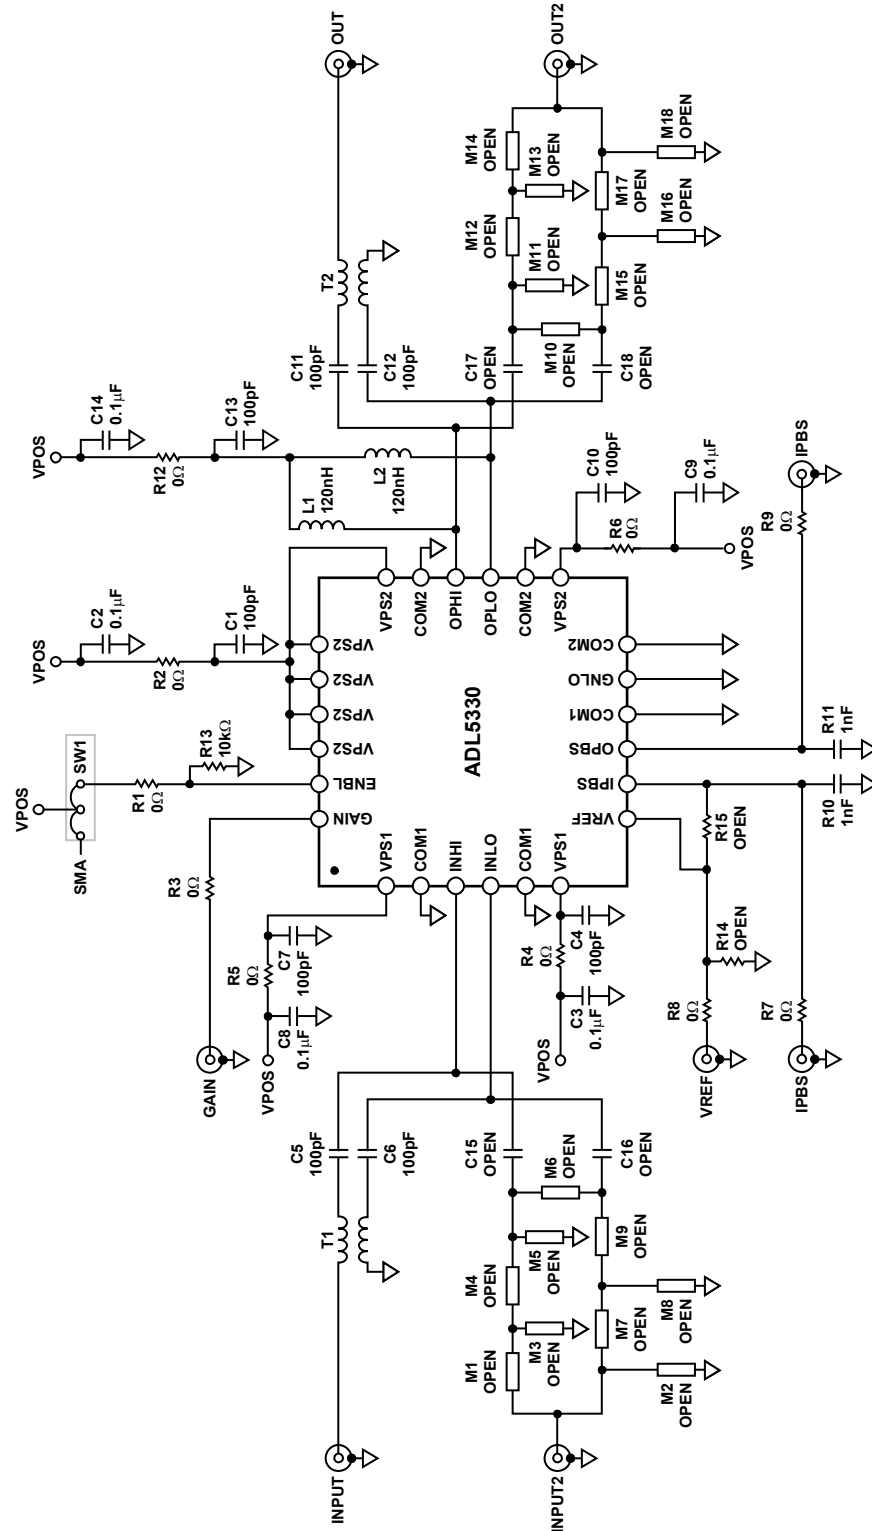 OUT
OUT2
T2
C11
100pF
C12
100pF
C17
OPEN
C18
OPEN
M10
OPEN
M11
OPEN
M12
OPEN
M13
OPEN
M14
OPEN
M15
OPEN
M16
OPEN
M17
OPEN
M18
OPEN
VPOS
C14
0.1μF
R12
0Ω
C13
100pF
L1
120nH
L2
120nH
VPOS
C2
0.1μF
R2
0Ω
C1
100pF
C10
100pF
R6
0Ω
C9
0.1μF
VPOS
IPBS
R9
0Ω
VPOS
SW1
SMA
R1
0Ω
R13
10kΩ
R3
0Ω
GAIN
ADL5330
VPS2
COM2
OPHI
OPLO
COM2
VPS2
VPS2
VPS2
VPS2
VPS2
ENBL
GAIN
COM2
GNLO
COM1
OPBS
IPBS
VREF
VPS1
COM1
INHI
INLO
COM1
VPS1
R11
1nF
R10
1nF
R15
OPEN
R14
OPEN
R8
0Ω
VREF
R7
0Ω
IPBS
R5
0Ω
C7
100pF
C8
0.1μF
VPOS
R4
0Ω
C4
100pF
C3
0.1μF
VPOS
C5
100pF
C6
100pF
T1
C15
OPEN
C16
OPEN
M6
OPEN
M5
OPEN
M4
OPEN
M9
OPEN
M8
OPEN
M7
OPEN
M3
OPEN
M1
OPEN
M2
OPEN
INPUT
INPUT2